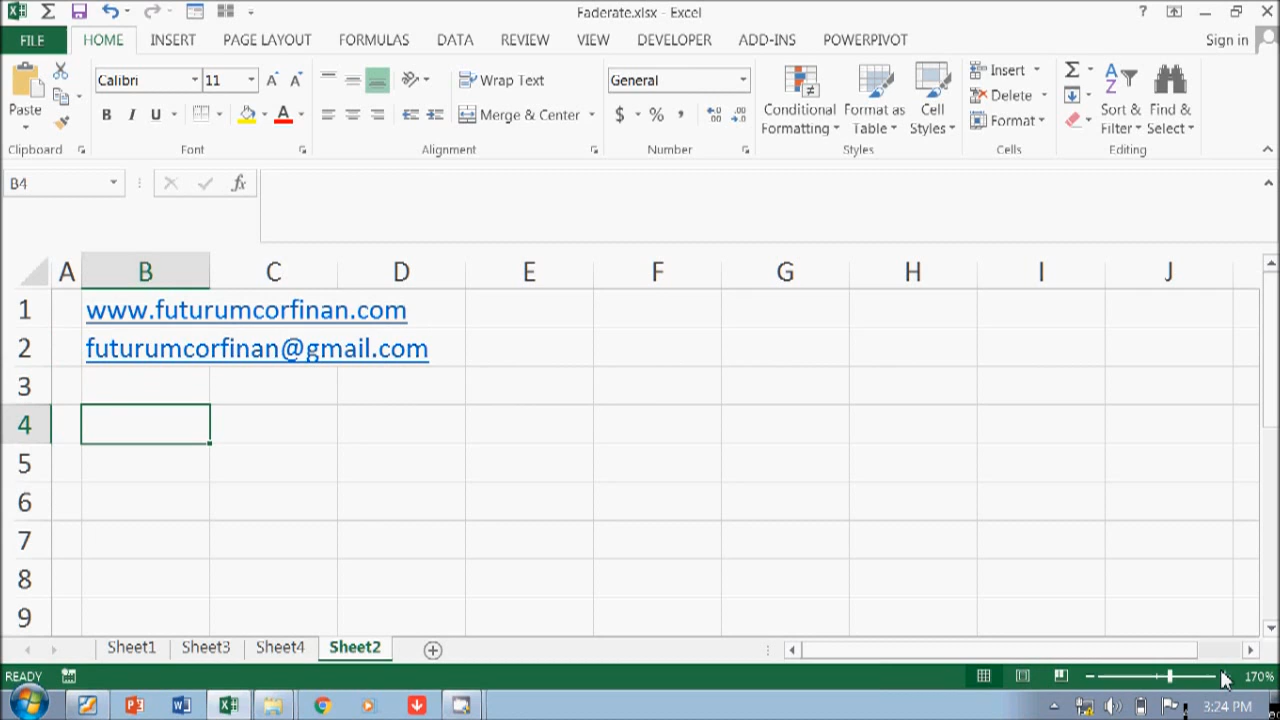 Faderate.xlsx - Excel
?
FILE HOME INSERT PAGE LAYOUT FORMULAS DATA REVIEW VIEW DEVELOPER ADD-INS POWERPIVOT Sign in
Paste
Calibri 11
B I U A
Wrap Text
Merge & Center
General
$ % ,
Conditional Formatting
Format as Table
Cell Styles
Insert
Delete
Format
Sort & Filter
Find & Select
Clipboard Font Alignment Number Styles Cells Editing
B4 fx
A B C D E F G H I J
1 www.futurumcorfinan.com
2 futurumcorfinan@gmail.com
3
4
5
6
7
8
9
Sheet1 Sheet3 Sheet4 Sheet2
READY 170%
3:24 PM